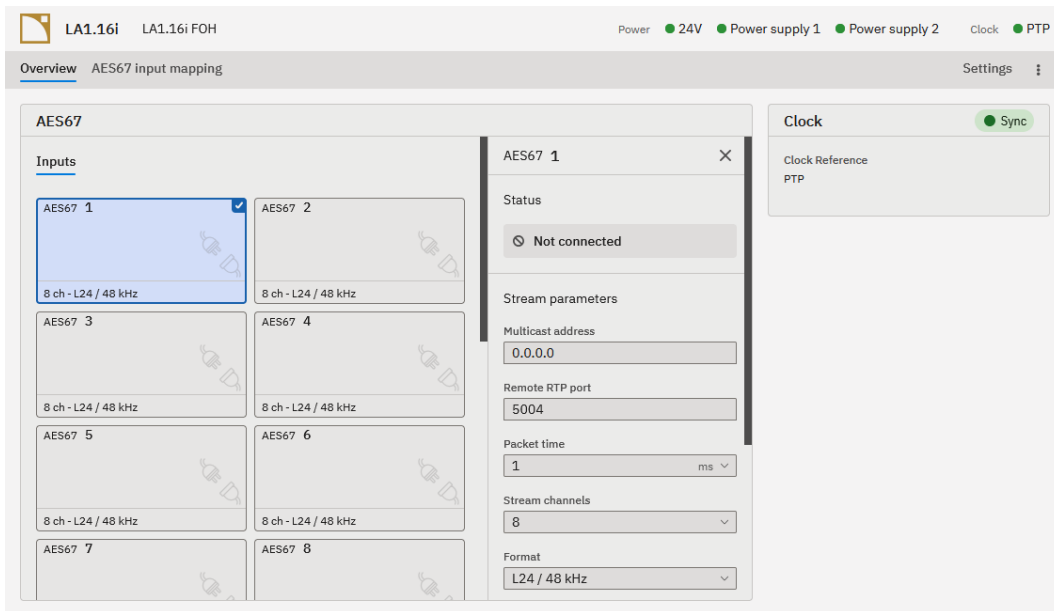 LA1.16i LA1.16i FOH Power 24V Power supply 1 Power supply 2 Clock PTP
Overview AES67 input mapping Settings
AES67
Inputs
AES67 1
8 ch - L24 / 48 kHz
AES67 2
8 ch - L24 / 48 kHz
AES67 3
8 ch - L24 / 48 kHz
AES67 4
8 ch - L24 / 48 kHz
AES67 5
8 ch - L24 / 48 kHz
AES67 6
8 ch - L24 / 48 kHz
AES67 7
AES67 8
AES67 1
Status
Not connected
Stream parameters
Multicast address
0.0.0.0
Remote RTP port
5004
Packet time
1 ms
Stream channels
8
Format
L24 / 48 kHz
Clock Sync
Clock Reference
PTP